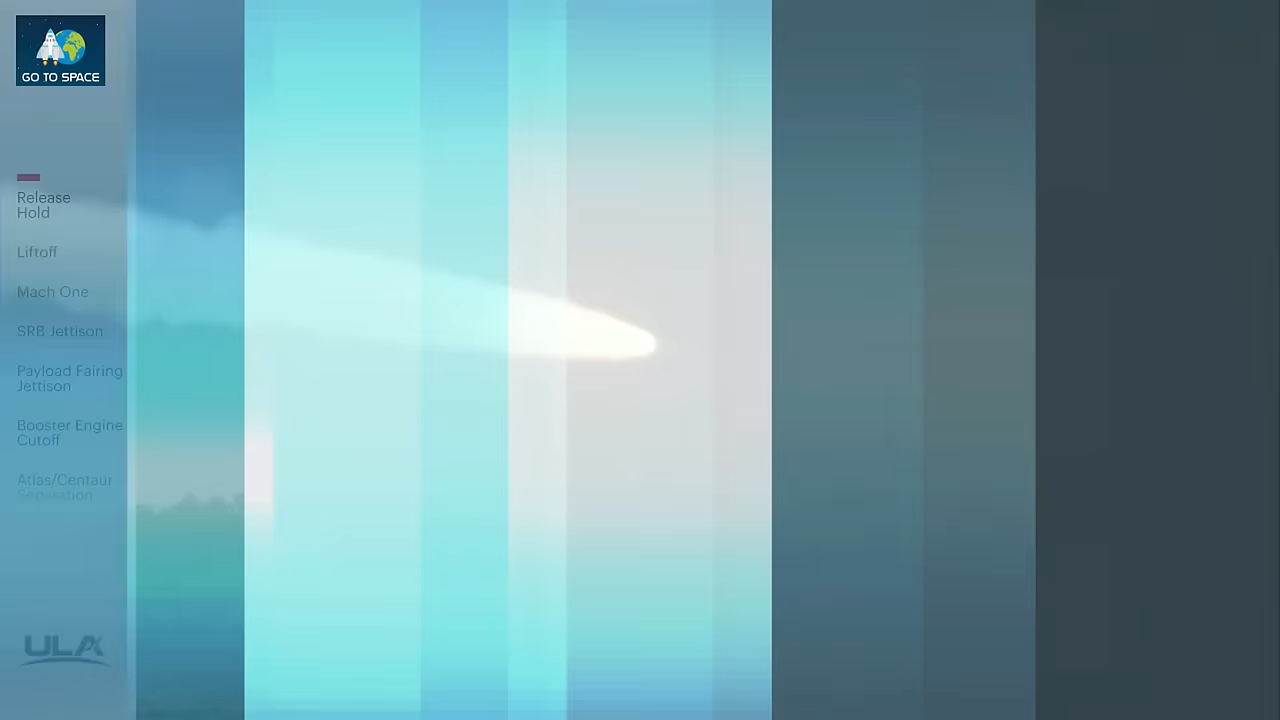 GO TO SPACE
Release
Hold
Liftoff
Mach One
SRB Jettison
Payload Fairing
Jettison
Booster Engine
Cutoff
Atlas/Centaur
Separation
ULA